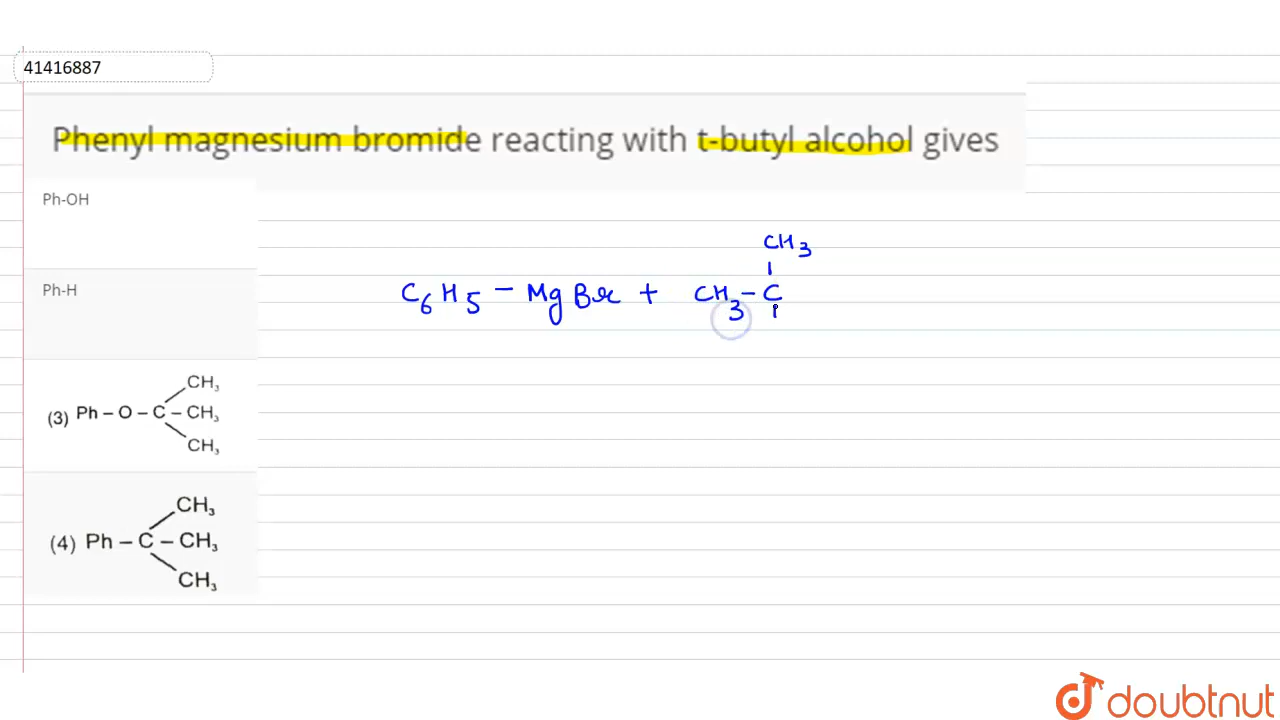 41416887
Phenyl magnesium bromide reacting with t-butyl alcohol gives
Ph-OH
CH3
C6H5 – MgBr + CH3 – C
Ph-H
CH₃
(3) Ph – O – C – CH₃
CH₃
CH₃
(4) Ph – C – CH₃
CH₃
doubtnut